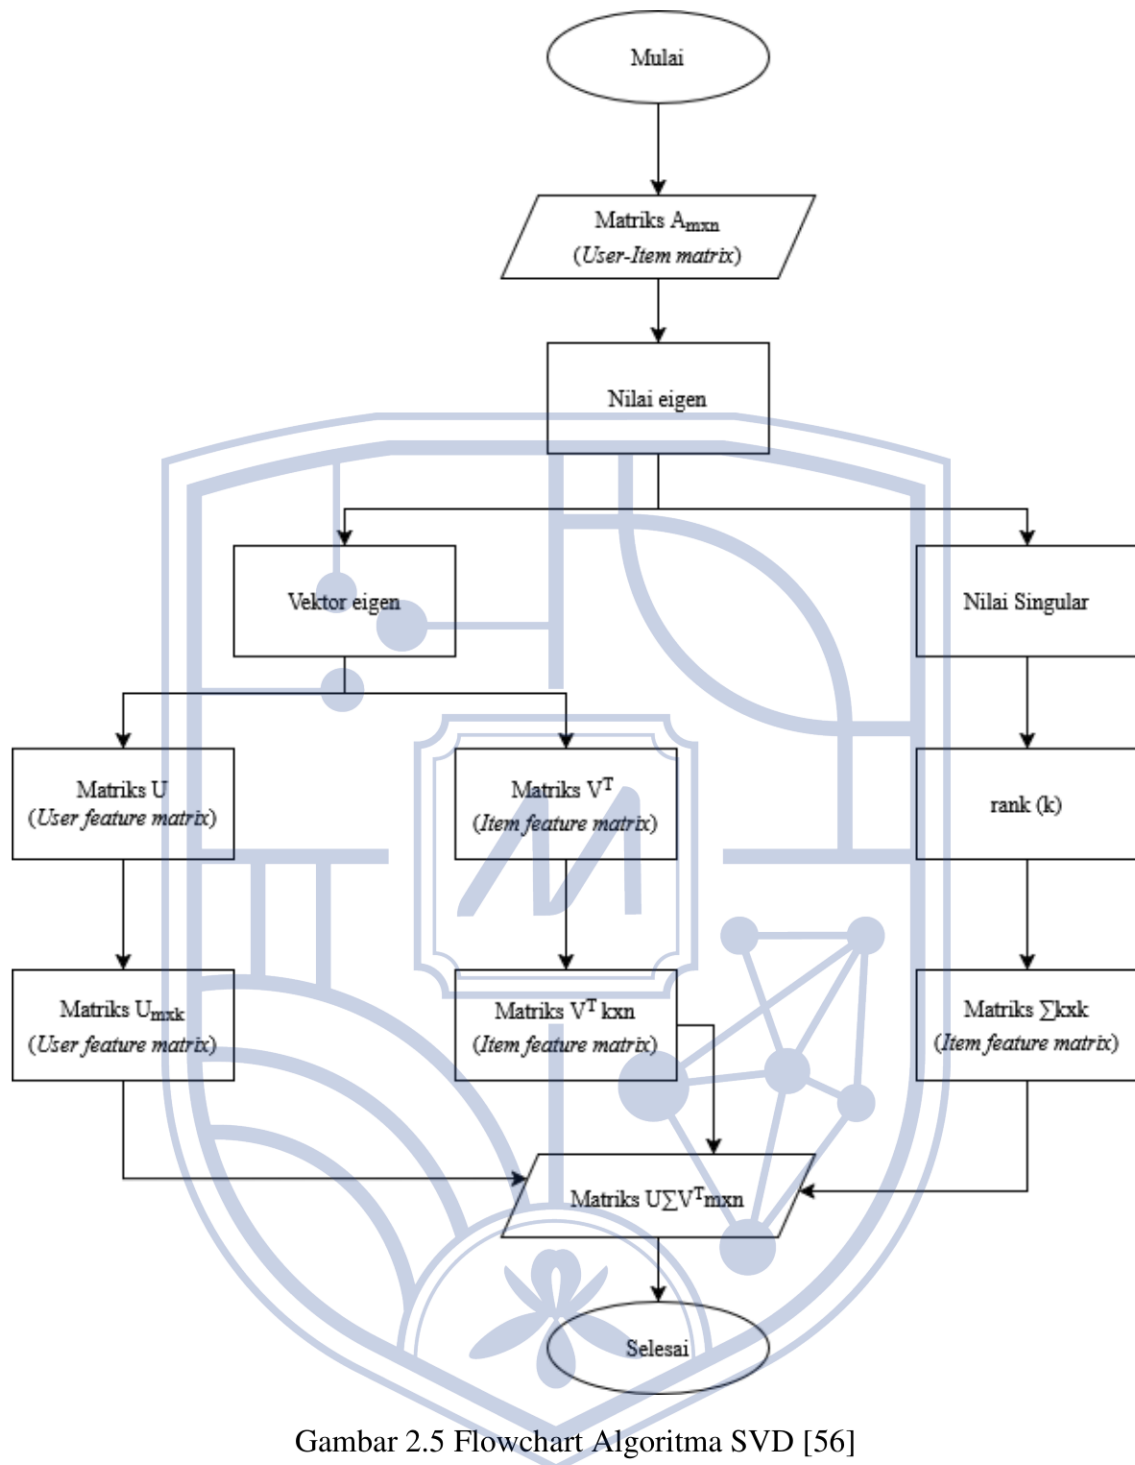 Mulai
Matriks Amxn
(User-Item matrix)
Nilai eigen
Vektor eigen
Nilai Singular
Matriks U
(User feature matrix)
Matriks Vᵀ
(Item feature matrix)
rank (k)
Matriks Umxk
(User feature matrix)
Matriks Vᵀ kxn
(Item feature matrix)
Matriks ∑kxk
(Item feature matrix)
Matriks U∑Vᵀmxn
Selesai
Gambar 2.5 Flowchart Algoritma SVD [56]